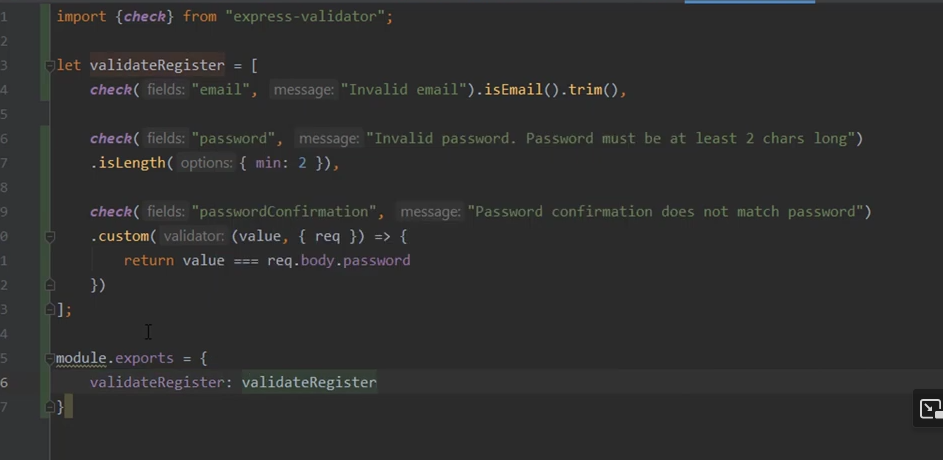 1 import {check} from "express-validator";
2
3 let validateRegister = [
4 check( fields: "email", message: "Invalid email").isEmail().trim(),
5
6 check( fields: "password", message: "Invalid password. Password must be at least 2 chars long")
7 .isLength( options: { min: 2 }),
8
9 check( fields: "passwordConfirmation", message: "Password confirmation does not match password")
0 .custom( validator: (value, { req }) => {
1 return value === req.body.password
2 })
3 ];
4
5 module.exports = {
6 validateRegister: validateRegister
7 }